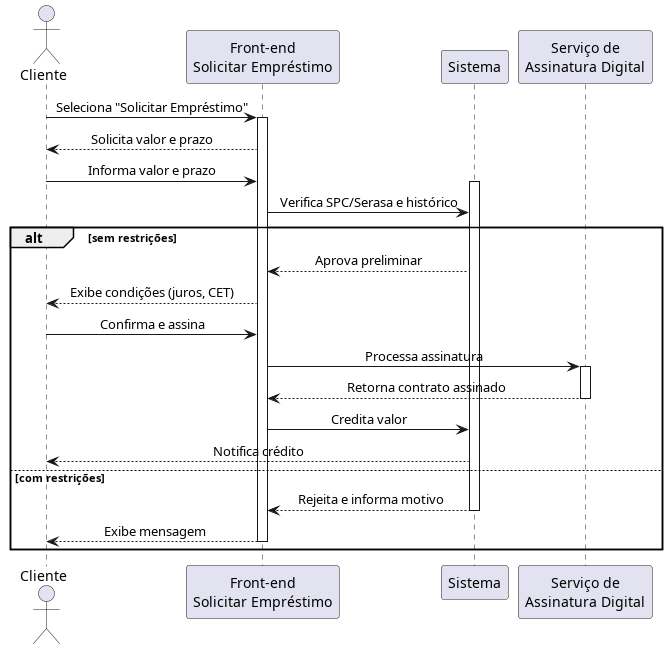 Cliente
Front-end
Solicitar Empréstimo
Sistema
Serviço de
Assinatura Digital
Seleciona "Solicitar Empréstimo"
Solicita valor e prazo
Informa valor e prazo
Verifica SPC/Serasa e histórico
alt
[sem restrições]
Aprova preliminar
Exibe condições (juros, CET)
Confirma e assina
Processa assinatura
Retorna contrato assinado
Credita valor
Notifica crédito
[com restrições]
Rejeita e informa motivo
Exibe mensagem
Cliente
Front-end
Solicitar Empréstimo
Sistema
Serviço de
Assinatura Digital